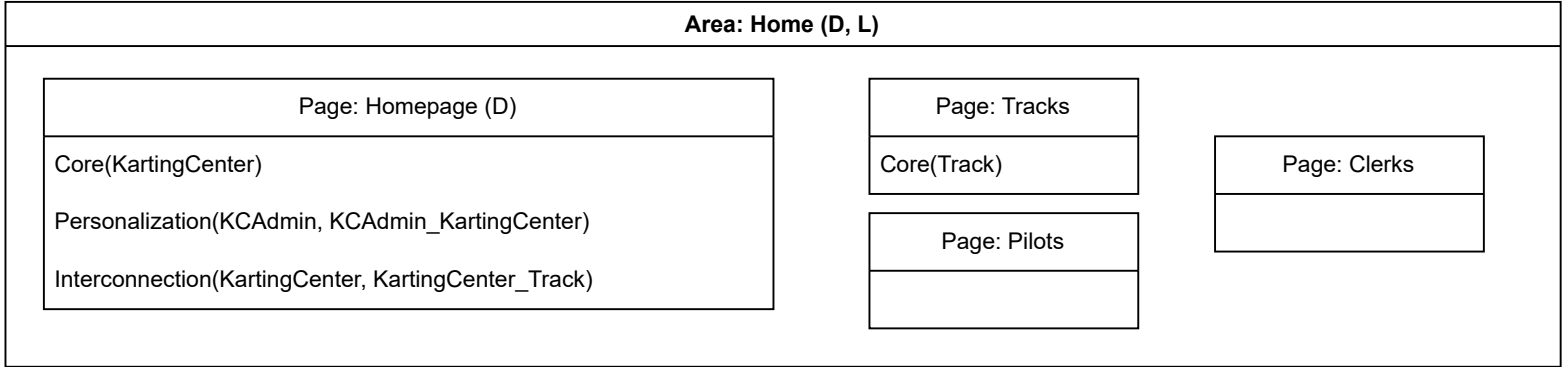 Area: Home (D, L)
Page: Homepage (D)
Core(KartingCenter)
Personalization(KCAdmin, KCAdmin_KartingCenter)
Interconnection(KartingCenter, KartingCenter_Track)
Page: Tracks
Core(Track)
Page: Pilots
Page: Clerks